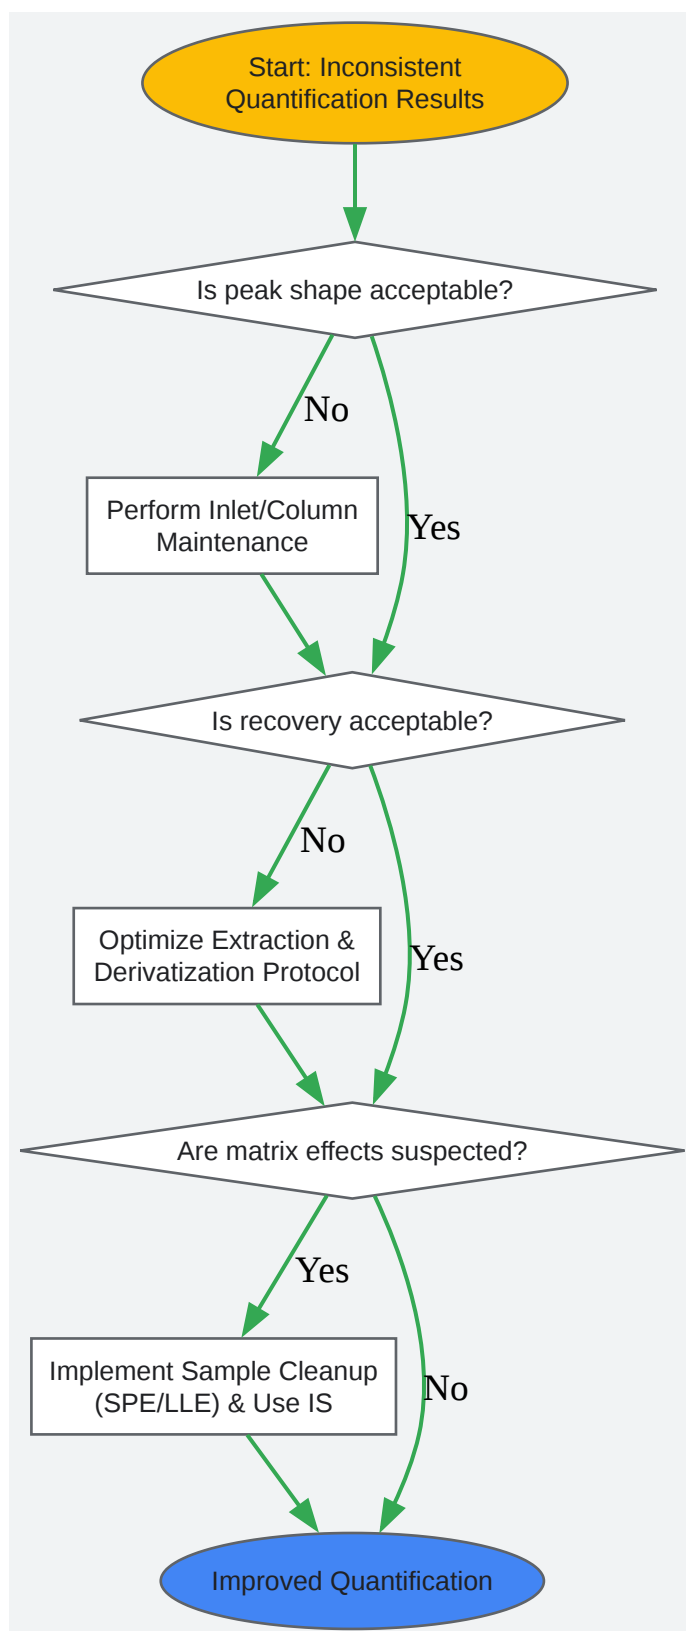 Start: Inconsistent
Quantification Results
Is peak shape acceptable?
No
Perform Inlet/Column
Maintenance
Yes
Is recovery acceptable?
No
Optimize Extraction &
Derivatization Protocol
Yes
Are matrix effects suspected?
Yes
Implement Sample Cleanup
(SPE/LLE) & Use IS
No
Improved Quantification